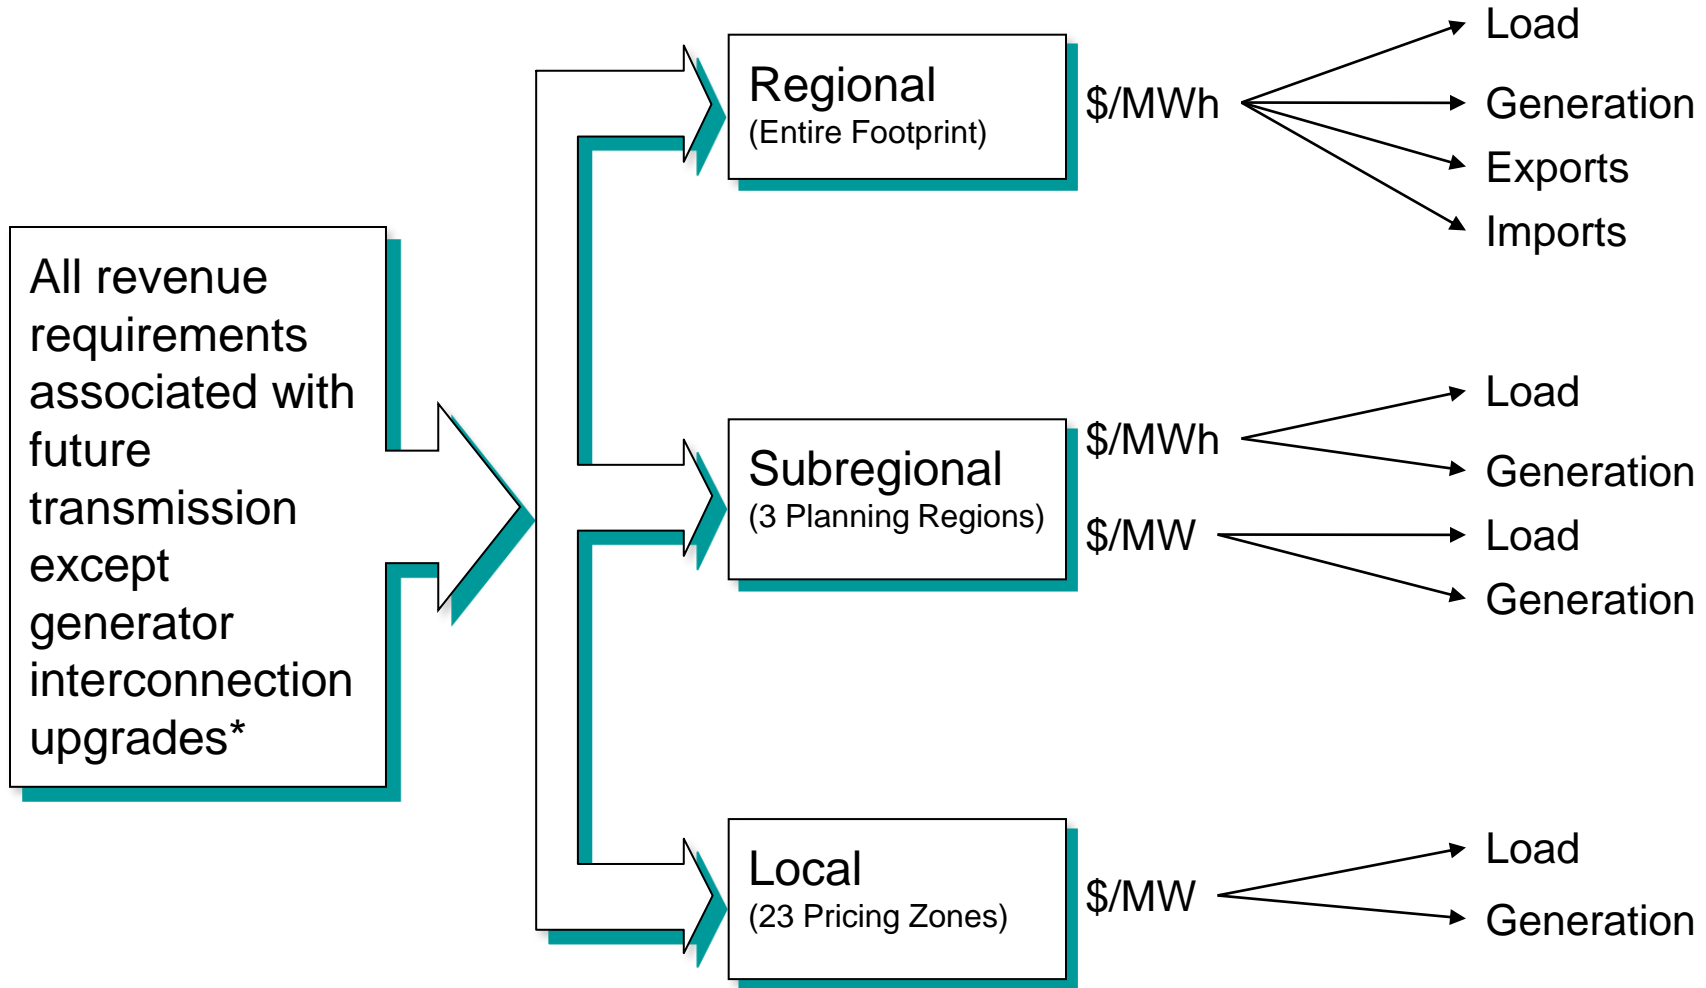 All revenue
requirements
associated with
future
transmission
except
generator
interconnection
upgrades*
Regional
(Entire Footprint)
$/MWh
Load
Generation
Exports
Imports
Subregional
(3 Planning Regions)
$/MWh
Load
Generation
$/MW
Load
Generation
Local
(23 Pricing Zones)
$/MW
Load
Generation